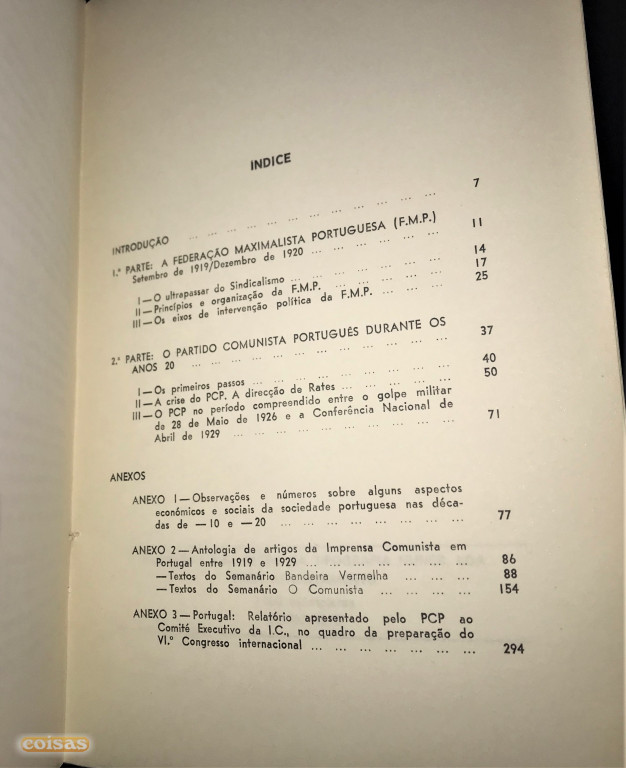 INDICE
INTRODUÇÃO ... ... ... ... ... ... ... ... ... ... ... ... ... 7
1.ª PARTE: A FEDERAÇÃO MAXIMALISTA PORTUGUESA (F.M.P.)
Setembro de 1919/Dezembro de 1920 ... ... ... ... ... ... ... 11
I — O ultrapassar do Sindicalismo ... ... ... ... ... ... ... ... 14
II — Princípios e organização da F.M.P. ... ... ... ... ... ... 17
III — Os eixos de intervenção política da F.M.P. ... ... ... ... 25
2.ª PARTE: O PARTIDO COMUNISTA PORTUGUÊS DURANTE OS
ANOS 20 ... ... ... ... ... ... ... ... ... ... ... ... 37
I — Os primeiros passos ... ... ... ... ... ... ... ... ... ... 40
II — A crise do PCP. A direcção de Rates ... ... ... ... ... 50
III — O PCP no período compreendido entre o golpe militar
de 28 de Maio de 1926 e a Conferência Nacional de
Abril de 1929 ... ... ... ... ... ... ... ... ... ... 71
ANEXOS
ANEXO 1 — Observações e números sobre alguns aspectos
económicos e sociais da sociedade portuguesa nas déca-
das de —10 e —20 ... ... ... ... ... ... ... ... 77
ANEXO 2 — Antologia de artigos da Imprensa Comunista em
Portugal entre 1919 e 1929 ... ... ... ... ... ... ... 86
— Textos do Semanário Bandeira Vermelha ... ... ... 88
— Textos do Semanário O Comunista ... ... ... ... 154
ANEXO 3 — Portugal: Relatório apresentado pelo PCP ao
Comité Executivo da I.C., no quadro da preparação do
VI.º Congresso internacional ... ... ... ... ... ... ... 294
coisas